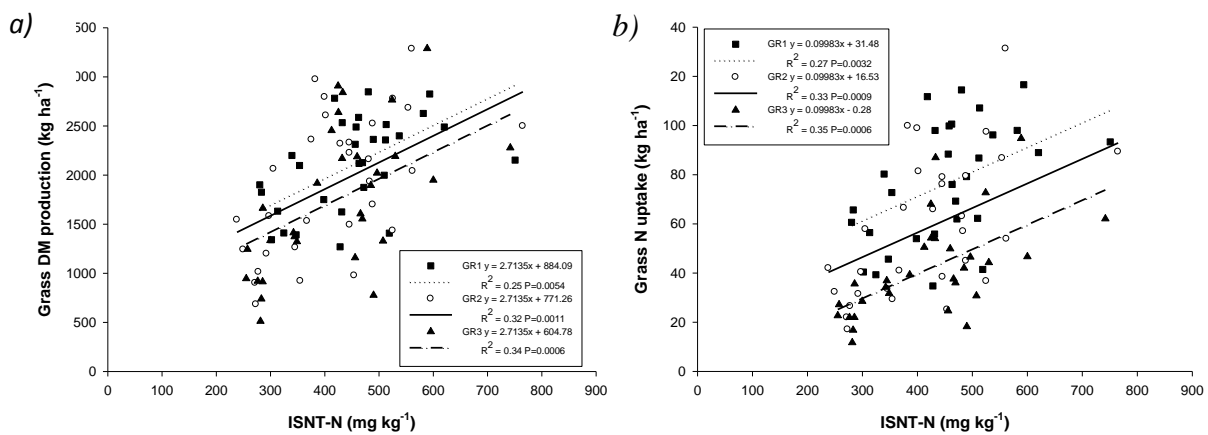 a)
Grass DM production (kg ha-1)
500
000
2500
2000
1500
1000
500
0
GR1 y = 2.7135x + 884.09
R2 = 0.25 P=0.0054
GR2 y = 2.7135x + 771.26
R2 = 0.32 P=0.0011
GR3 y = 2.7135x + 604.78
R2 = 0.34 P=0.0006
0 100 200 300 400 500 600 700 800 900
ISNT-N (mg kg-1)
b)
Grass N uptake (kg ha-1)
40
20
100
80
60
40
20
0
GR1 y = 0.09983x + 31.48
R2 = 0.27 P=0.0032
GR2 y = 0.09983x + 16.53
R2 = 0.33 P=0.0009
GR3 y = 0.09983x - 0.28
R2 = 0.35 P=0.0006
0 100 200 300 400 500 600 700 800 900
ISNT-N (mg kg-1)